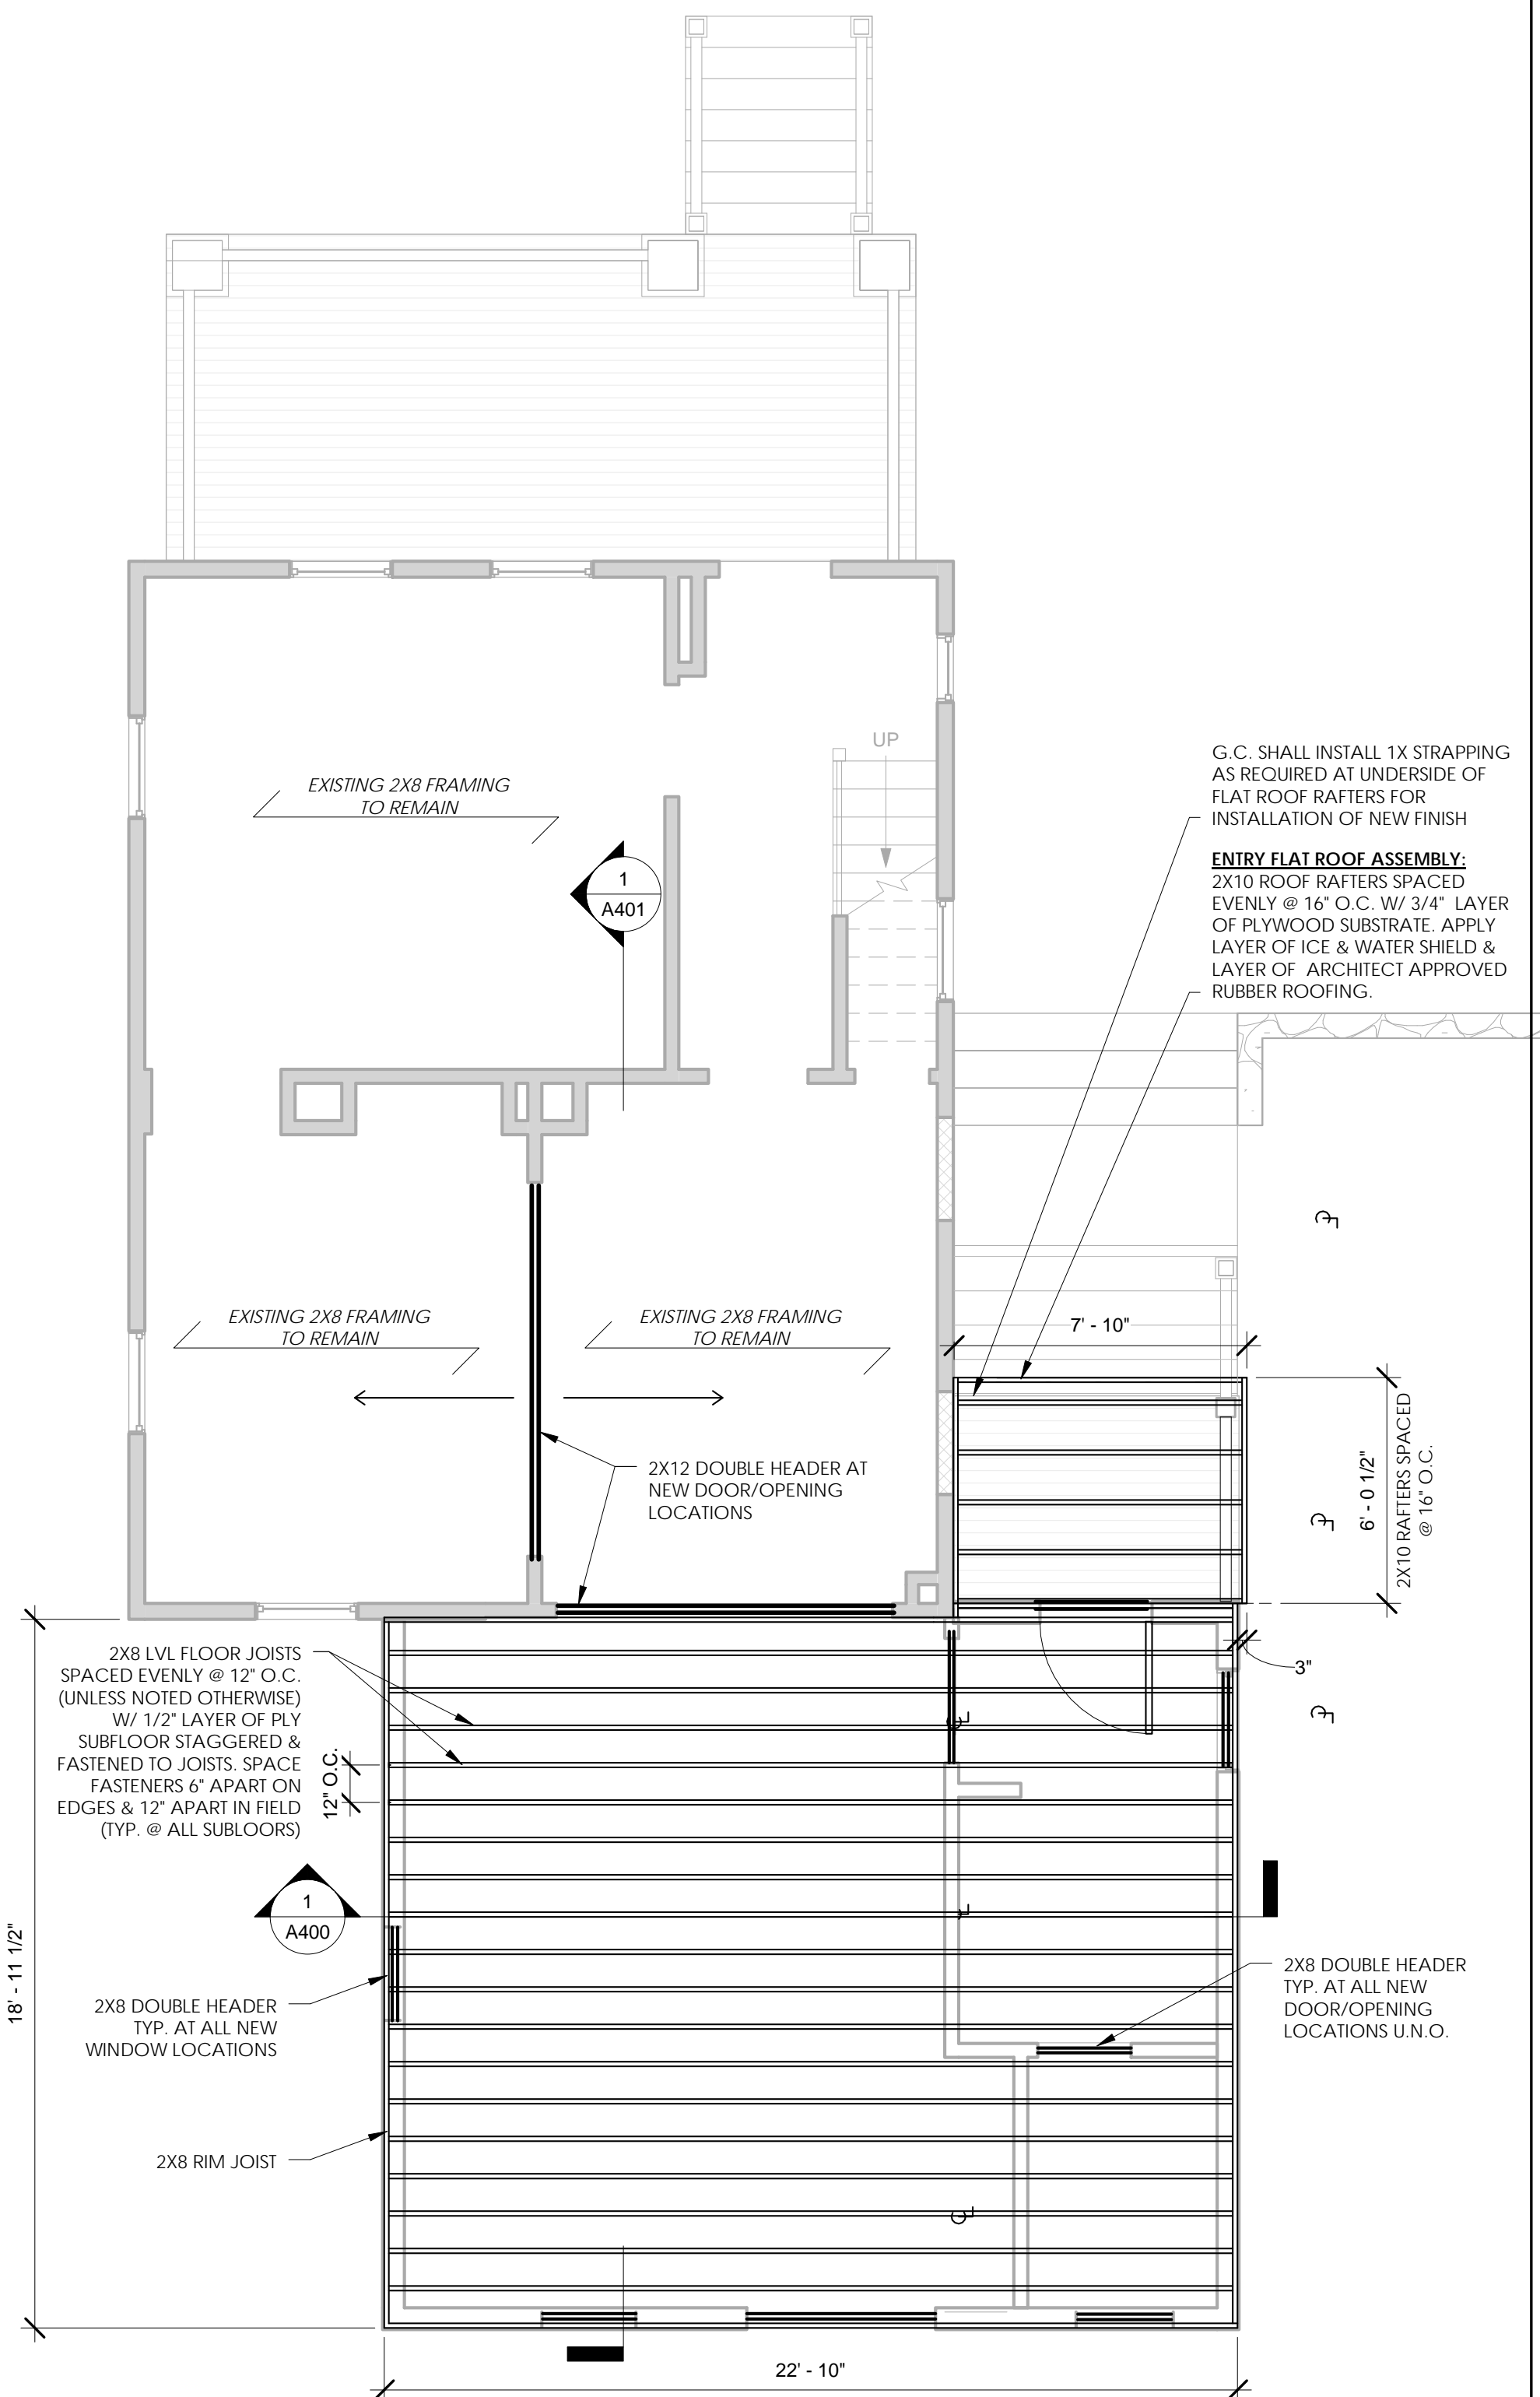 UP
EXISTING 2X8 FRAMING
TO REMAIN
1
A401
G.C. SHALL INSTALL 1X STRAPPING
AS REQUIRED AT UNDERSIDE OF
FLAT ROOF RAFTERS FOR
INSTALLATION OF NEW FINISH
ENTRY FLAT ROOF ASSEMBLY:
2X10 ROOF RAFTERS SPACED
EVENLY @ 16" O.C. W/ 3/4" LAYER
OF PLYWOOD SUBSTRATE. APPLY
LAYER OF ICE & WATER SHIELD &
LAYER OF ARCHITECT APPROVED
RUBBER ROOFING.
EXISTING 2X8 FRAMING
TO REMAIN
EXISTING 2X8 FRAMING
TO REMAIN
7' - 10"
6' - 0 1/2"
2X10 RAFTERS SPACED
@ 16" O.C.
2X12 DOUBLE HEADER AT
NEW DOOR/OPENING
LOCATIONS
3"
2X8 LVL FLOOR JOISTS
SPACED EVENLY @ 12" O.C.
(UNLESS NOTED OTHERWISE)
W/ 1/2" LAYER OF PLY
SUBFLOOR STAGGERED &
FASTENED TO JOISTS. SPACE
FASTENERS 6" APART ON
EDGES & 12" APART IN FIELD
(TYP. @ ALL SUBLOORS)
12" O.C.
1
A400
18' - 11 1/2"
2X8 DOUBLE HEADER
TYP. AT ALL NEW
WINDOW LOCATIONS
2X8 DOUBLE HEADER
TYP. AT ALL NEW
DOOR/OPENING
LOCATIONS U.N.O.
2X8 RIM JOIST
22' - 10"